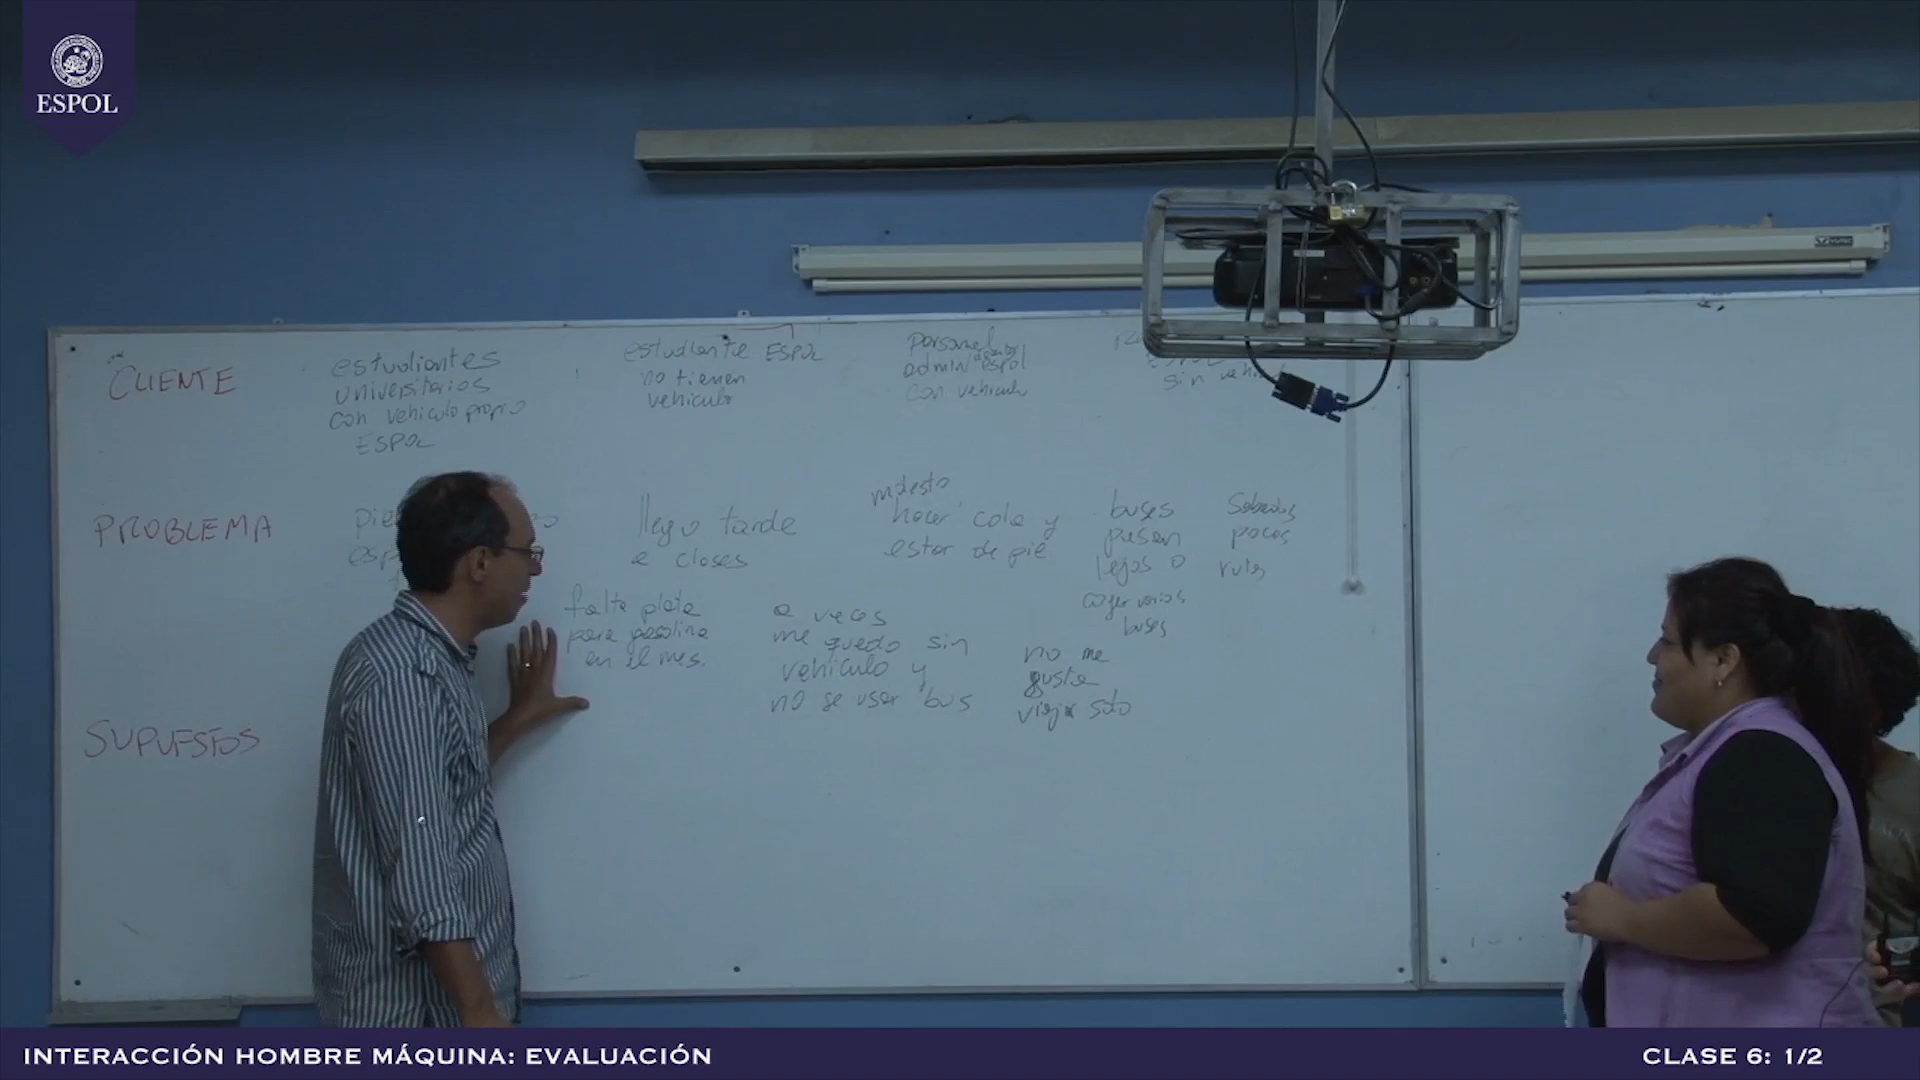 ESPOL
CLIENTE
estudiantes
universitarios
con vehiculo propio
ESPOL
estudiante ESPOL
no tienen
vehiculo
personal
admin espol
con vehiculo
sin
PROBLEMA
llego tarde
a clases
molesto
hacer cola y
estar de pie
buses
pasan
lejos o
coger varios
buses
Sabados
pocas
rutas
falta plata
para gasolina
en el mes.
a veces
me quedo sin
vehiculo y
no se usar bus
no me
gusta
viajar solo
SUPUESTOS
INTERACCIÓN HOMBRE MÁQUINA: EVALUACIÓN
CLASE 6: 1/2